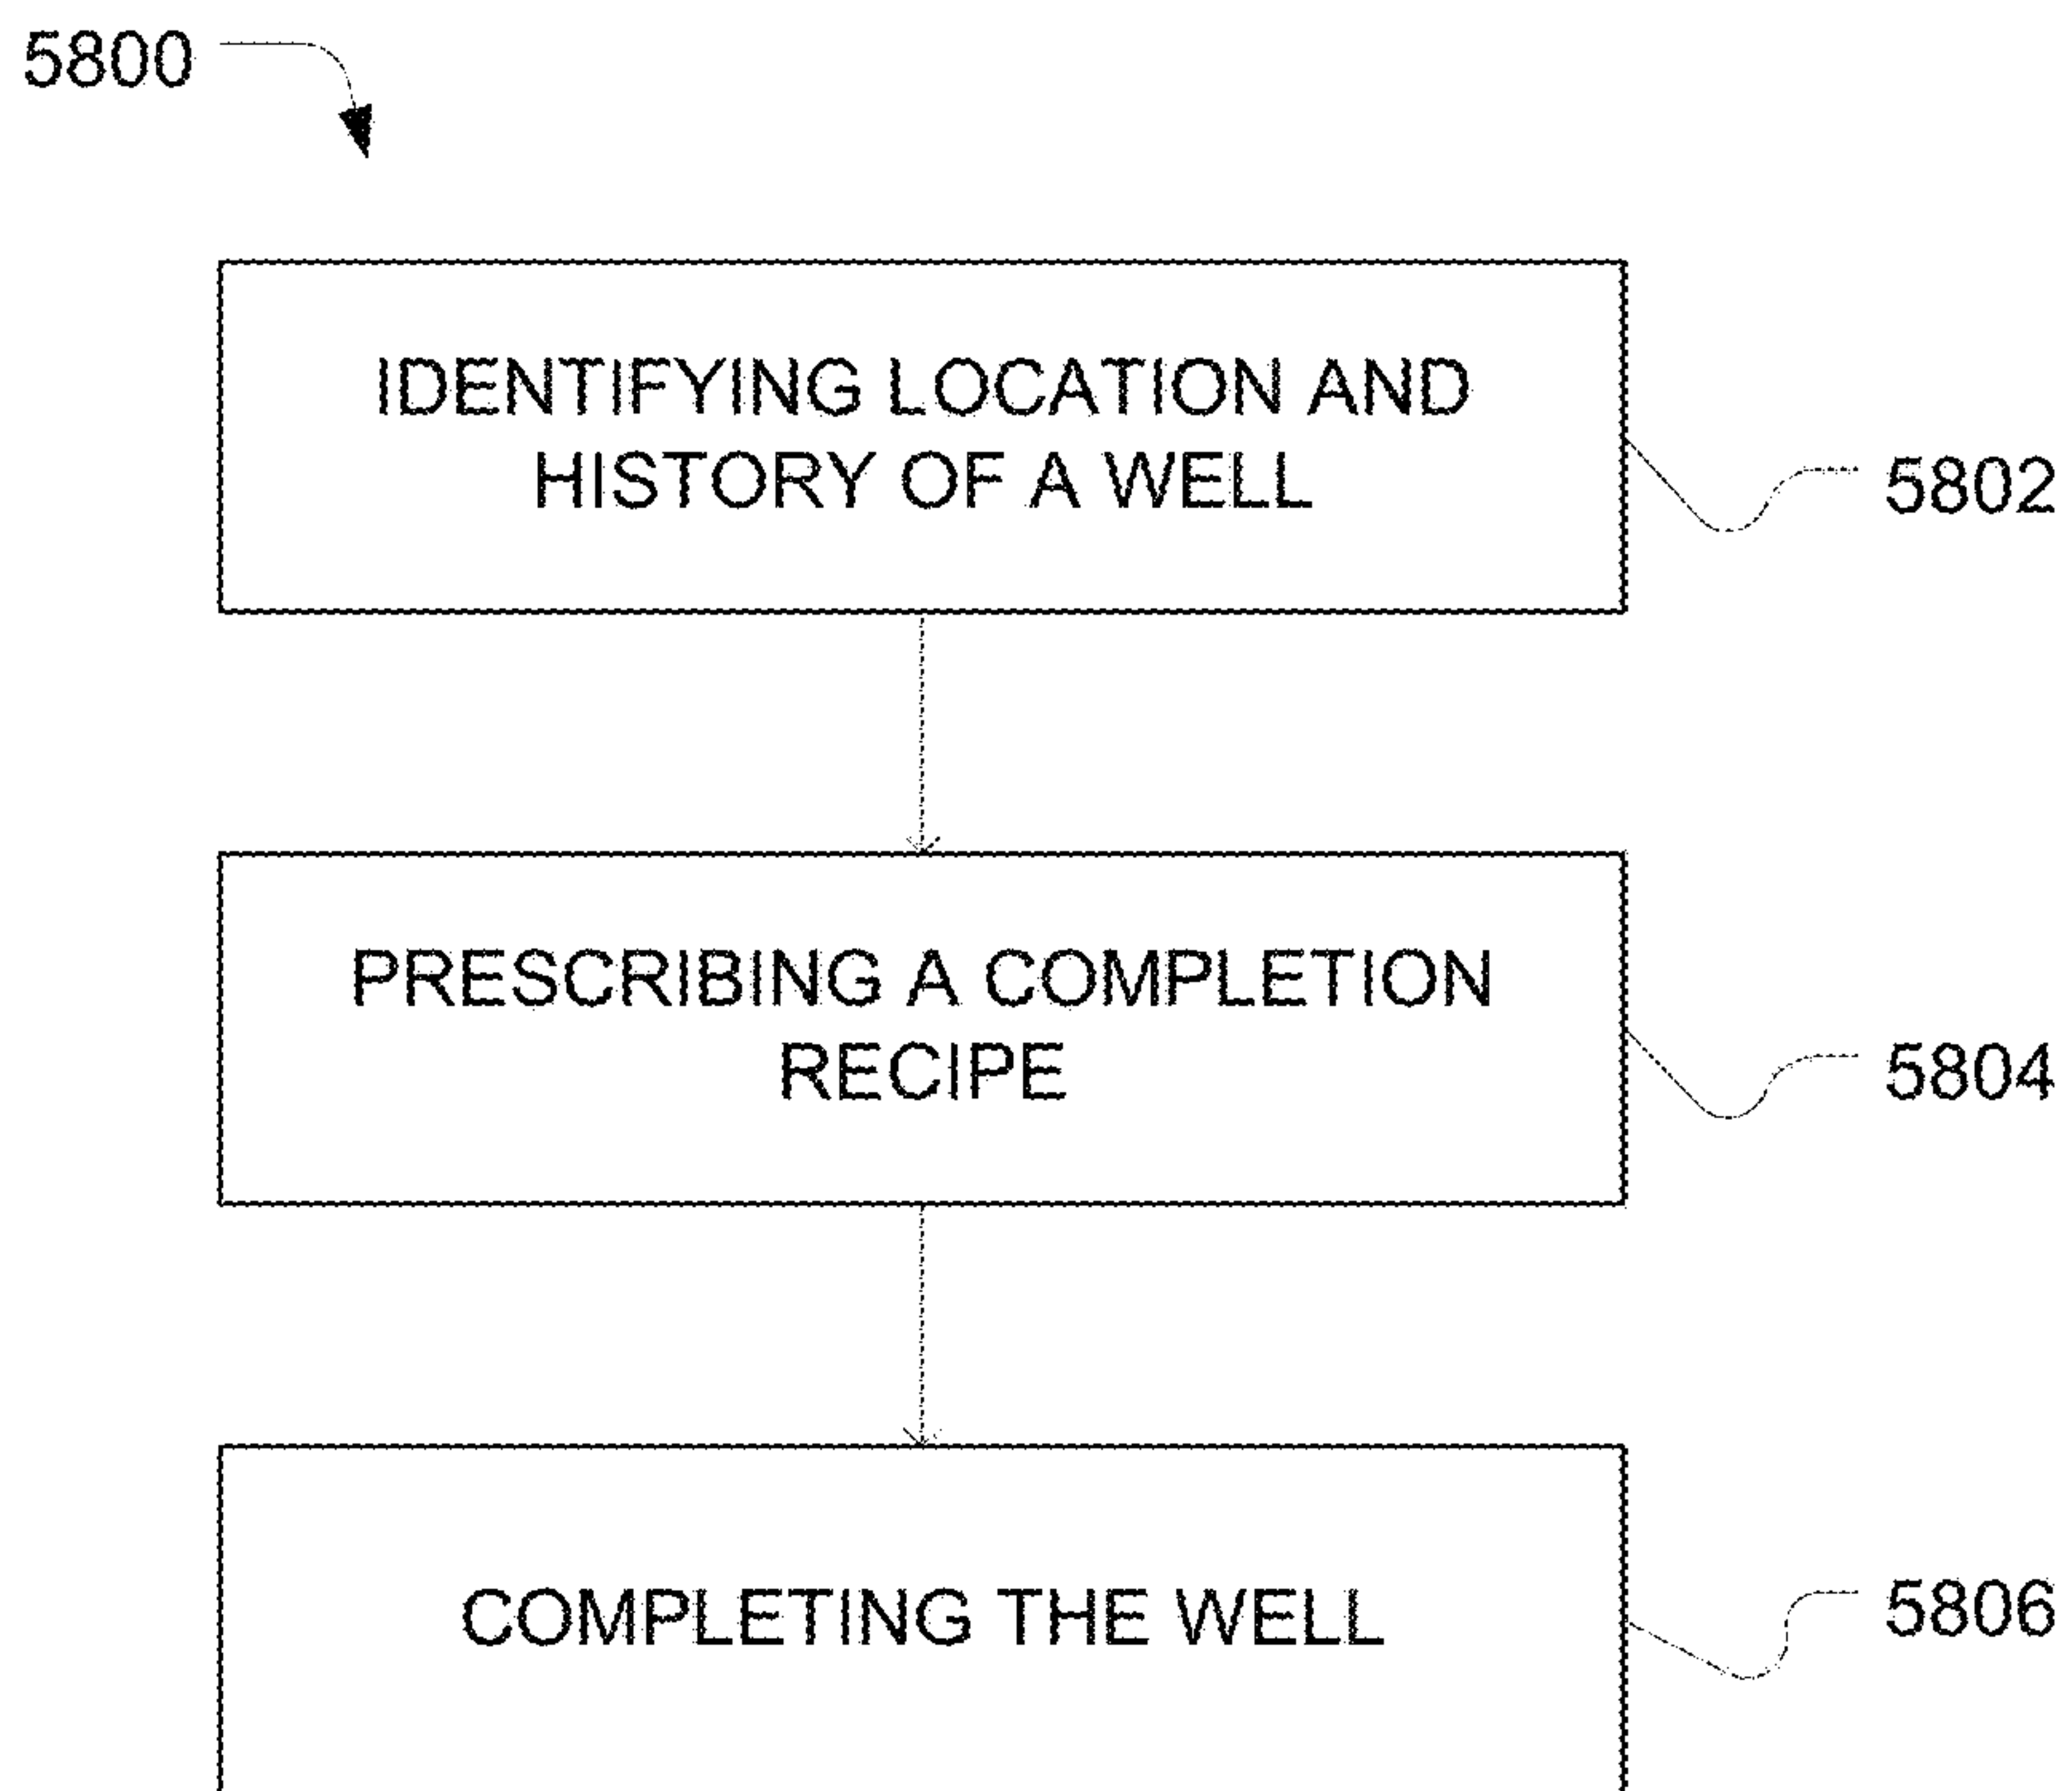 5800
IDENTIFYING LOCATION AND
HISTORY OF A WELL
5802
PRESCRIBING A COMPLETION
RECIPE
5804
COMPLETING THE WELL
5806